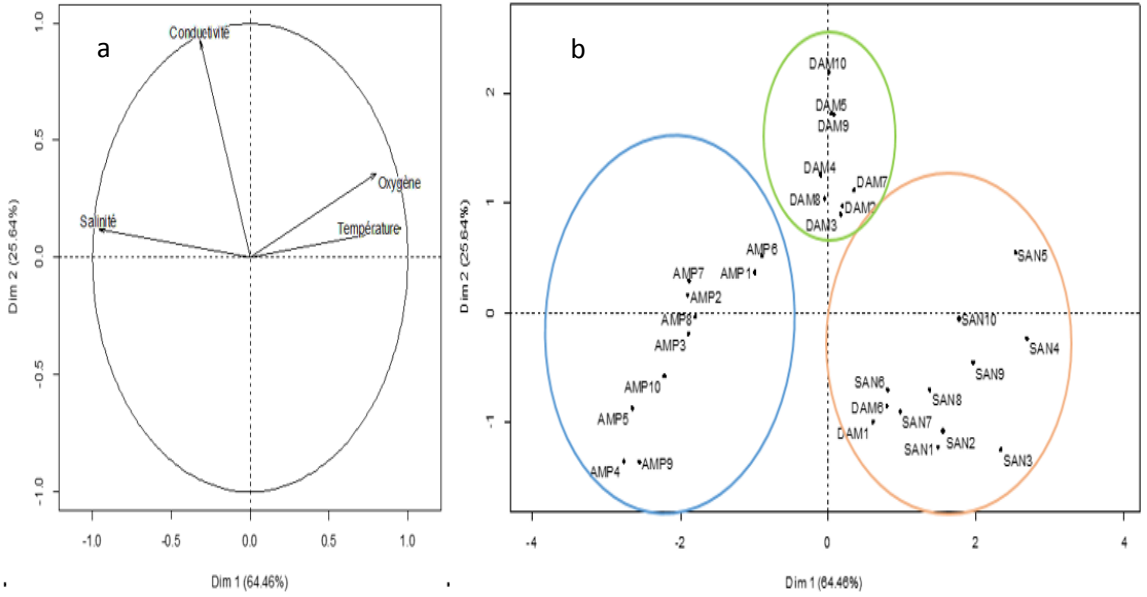 a
1.0
0.5
0.0
-0.5
-1.0
Dim 2 (25.64%)
Conductivité
Oxygène
Température
Salinité
-1.0 -0.5 0.0 0.5 1.0
Dim 1 (64.46%)
b
2
1
0
-1
Dim 2 (25.64%)
DAM10
DAM5
DAM9
DAM4
DAM7
DAM8
DAM2
DAM3
AMP6
AMP7
AMP1
AMP2
AMP8
AMP3
AMP10
AMP5
AMP4
AMP9
SAN5
SAN10
SAN4
SAN9
SAN6
SAN8
DAM6
SAN7
DAM1
SAN2
SAN1
SAN3
-4 -2 0 2 4
Dim 1 (64.46%)